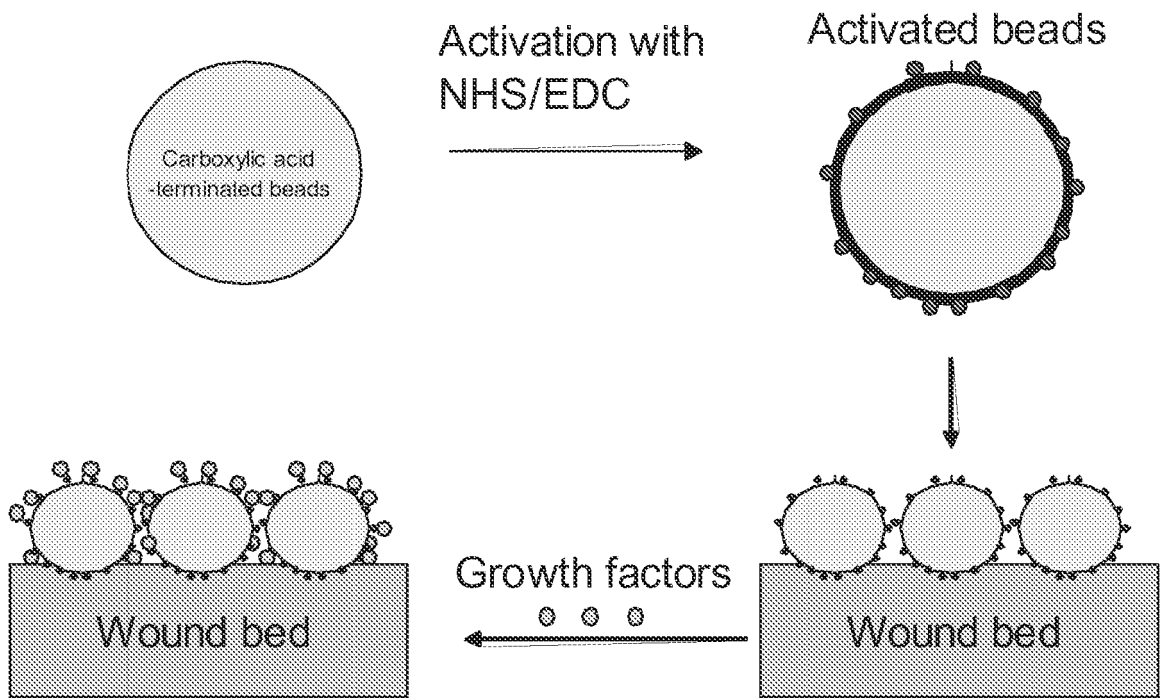 Activation with
NHS/EDC
Activated beads
Carboxylic acid
-terminated beads
Growth factors
Wound bed
Wound bed